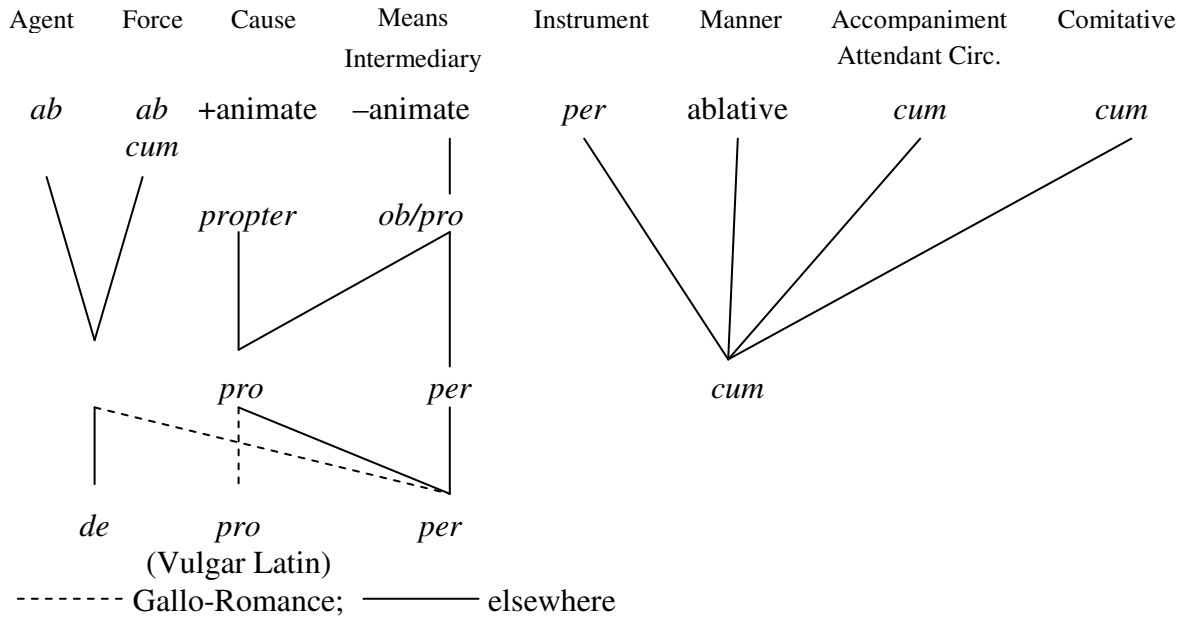 Agent Force Cause Means Instrument Manner Accompaniment Comitative
Intermediary Attendant Circ.
ab ab +animate –animate per ablative cum cum
cum
propter ob/pro
pro per cum
de pro per
(Vulgar Latin)
Gallo-Romance; elsewhere